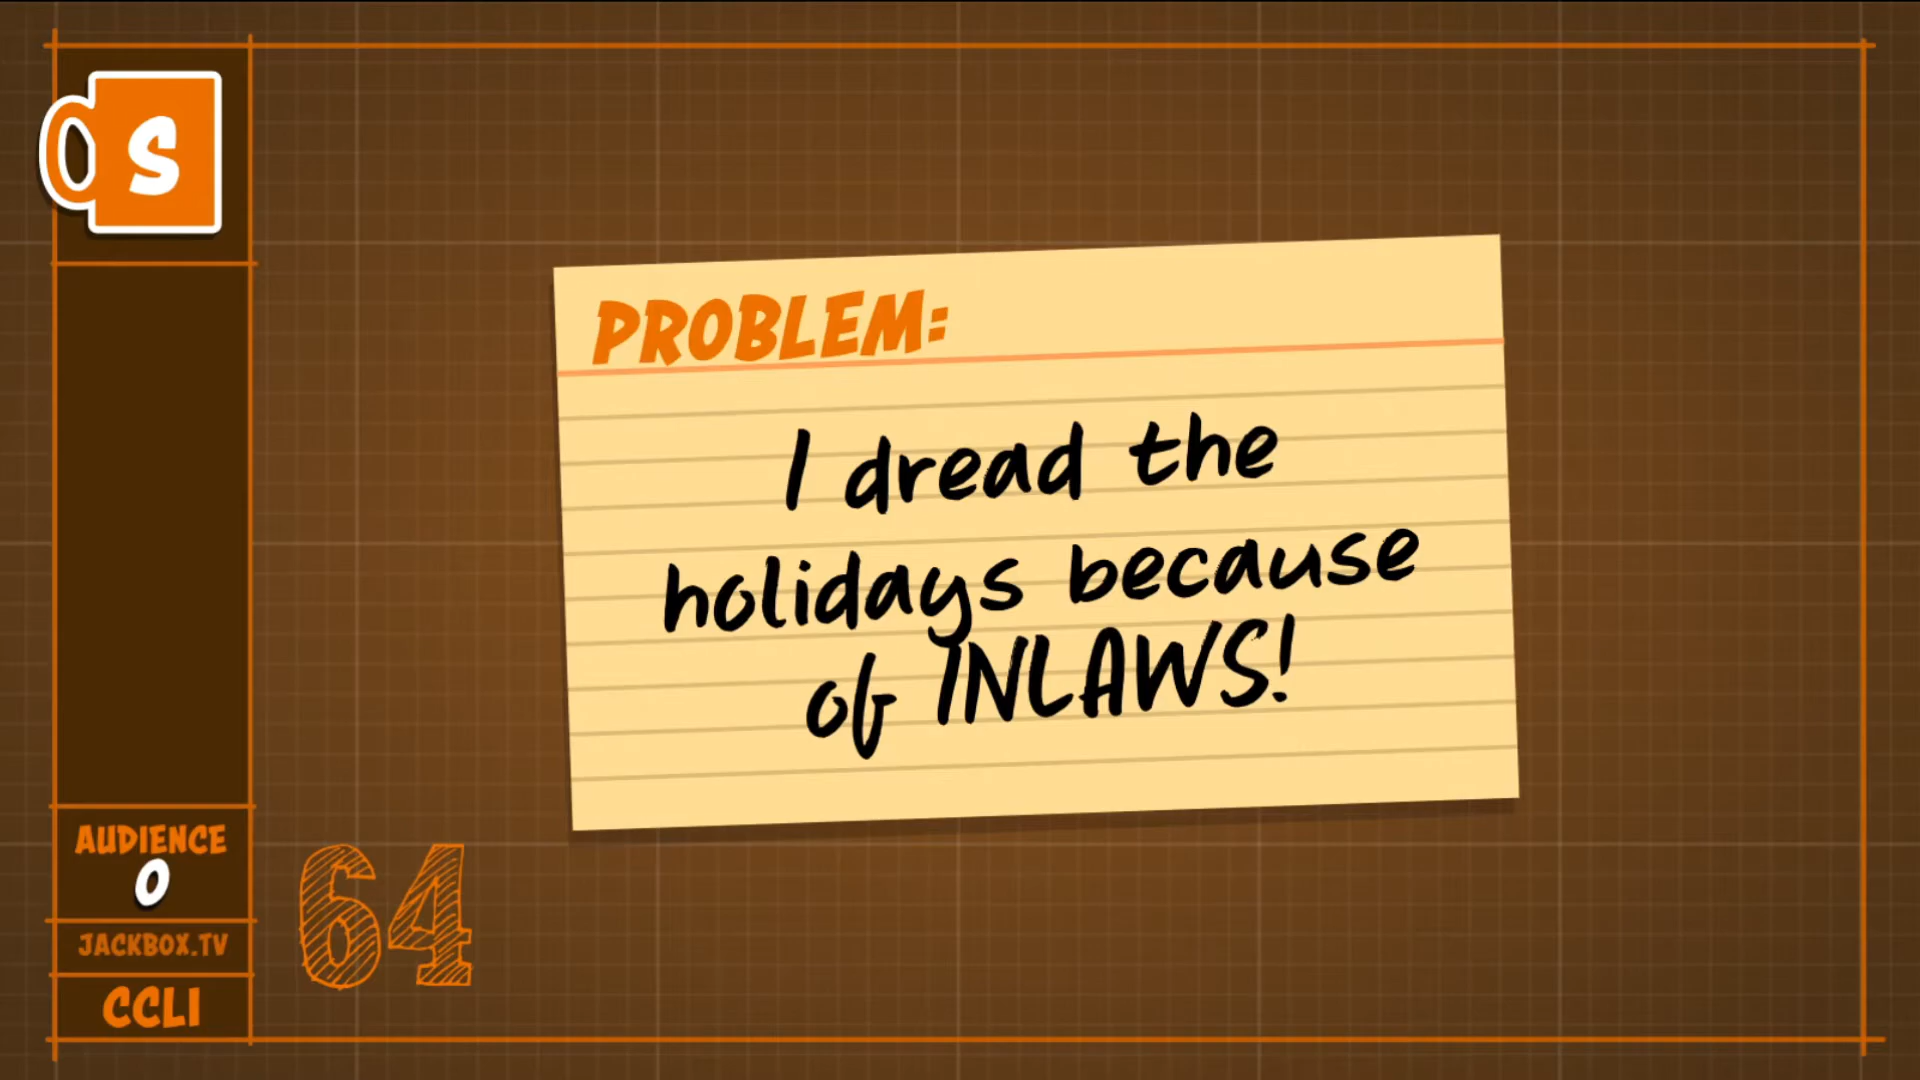 S
PROBLEM:
I dread the
holidays because
of INLAWS!
AUDIENCE
0
JACKBOX.TV
CCLI
64